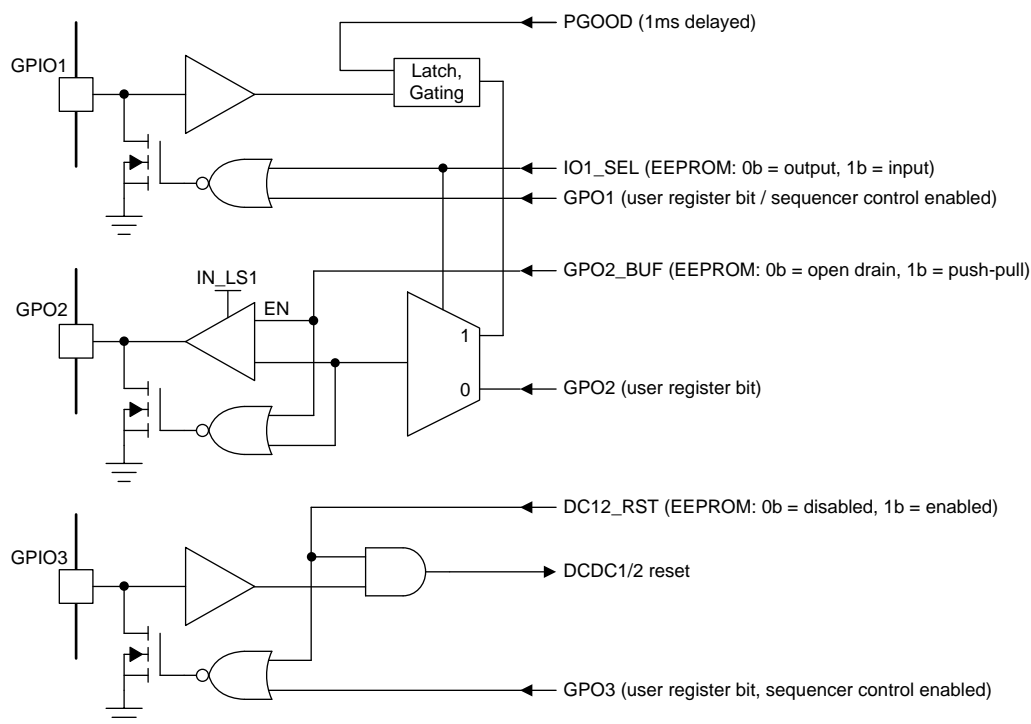 PGOOD (1ms delayed)
GPIO1
Latch,
Gating
IO1_SEL (EEPROM: 0b = output, 1b = input)
GPO1 (user register bit / sequencer control enabled)
GPO2_BUF (EEPROM: 0b = open drain, 1b = push-pull)
IN_LS1
EN
GPO2
1
0
GPO2 (user register bit)
DC12_RST (EEPROM: 0b = disabled, 1b = enabled)
GPIO3
DCDC1/2 reset
GPO3 (user register bit, sequencer control enabled)